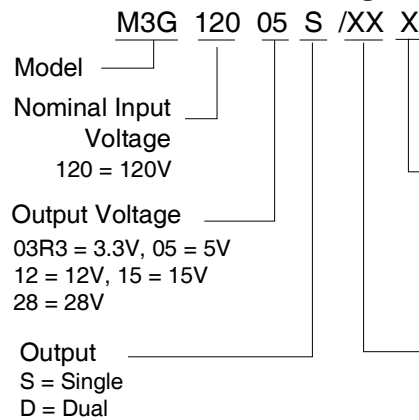 M3G 120 05 S /XX X
Model
Nominal Input
Voltage
120 = 120V
Output Voltage
03R3 = 3.3V, 05 = 5V
12 = 12V, 15 = 15V
28 = 28V
Output
S = Single
D = Dual